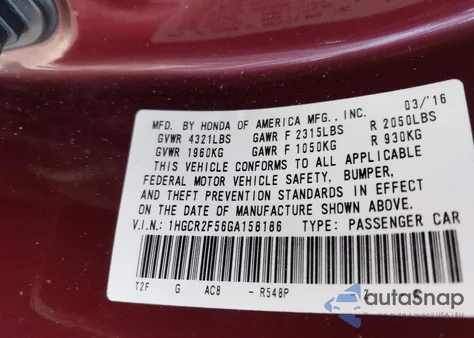 MFD. BY HONDA OF AMERICA MFG., INC. 03/'16
GVWR 4321LBS GAWR F 2315LBS R 2050LBS
GVWR 1960KG GAWR F 1050KG R 930KG
THIS VEHICLE CONFORMS TO ALL APPLICABLE
FEDERAL MOTOR VEHICLE SAFETY, BUMPER,
AND THEFT PREVENTION STANDARDS IN EFFECT
ON THE DATE OF MANUFACTURE SHOWN ABOVE.
V.I.N.: 1HGCR2F56GA158186 TYPE: PASSENGER CAR
T2F G AC8 - R548P
autaSnap